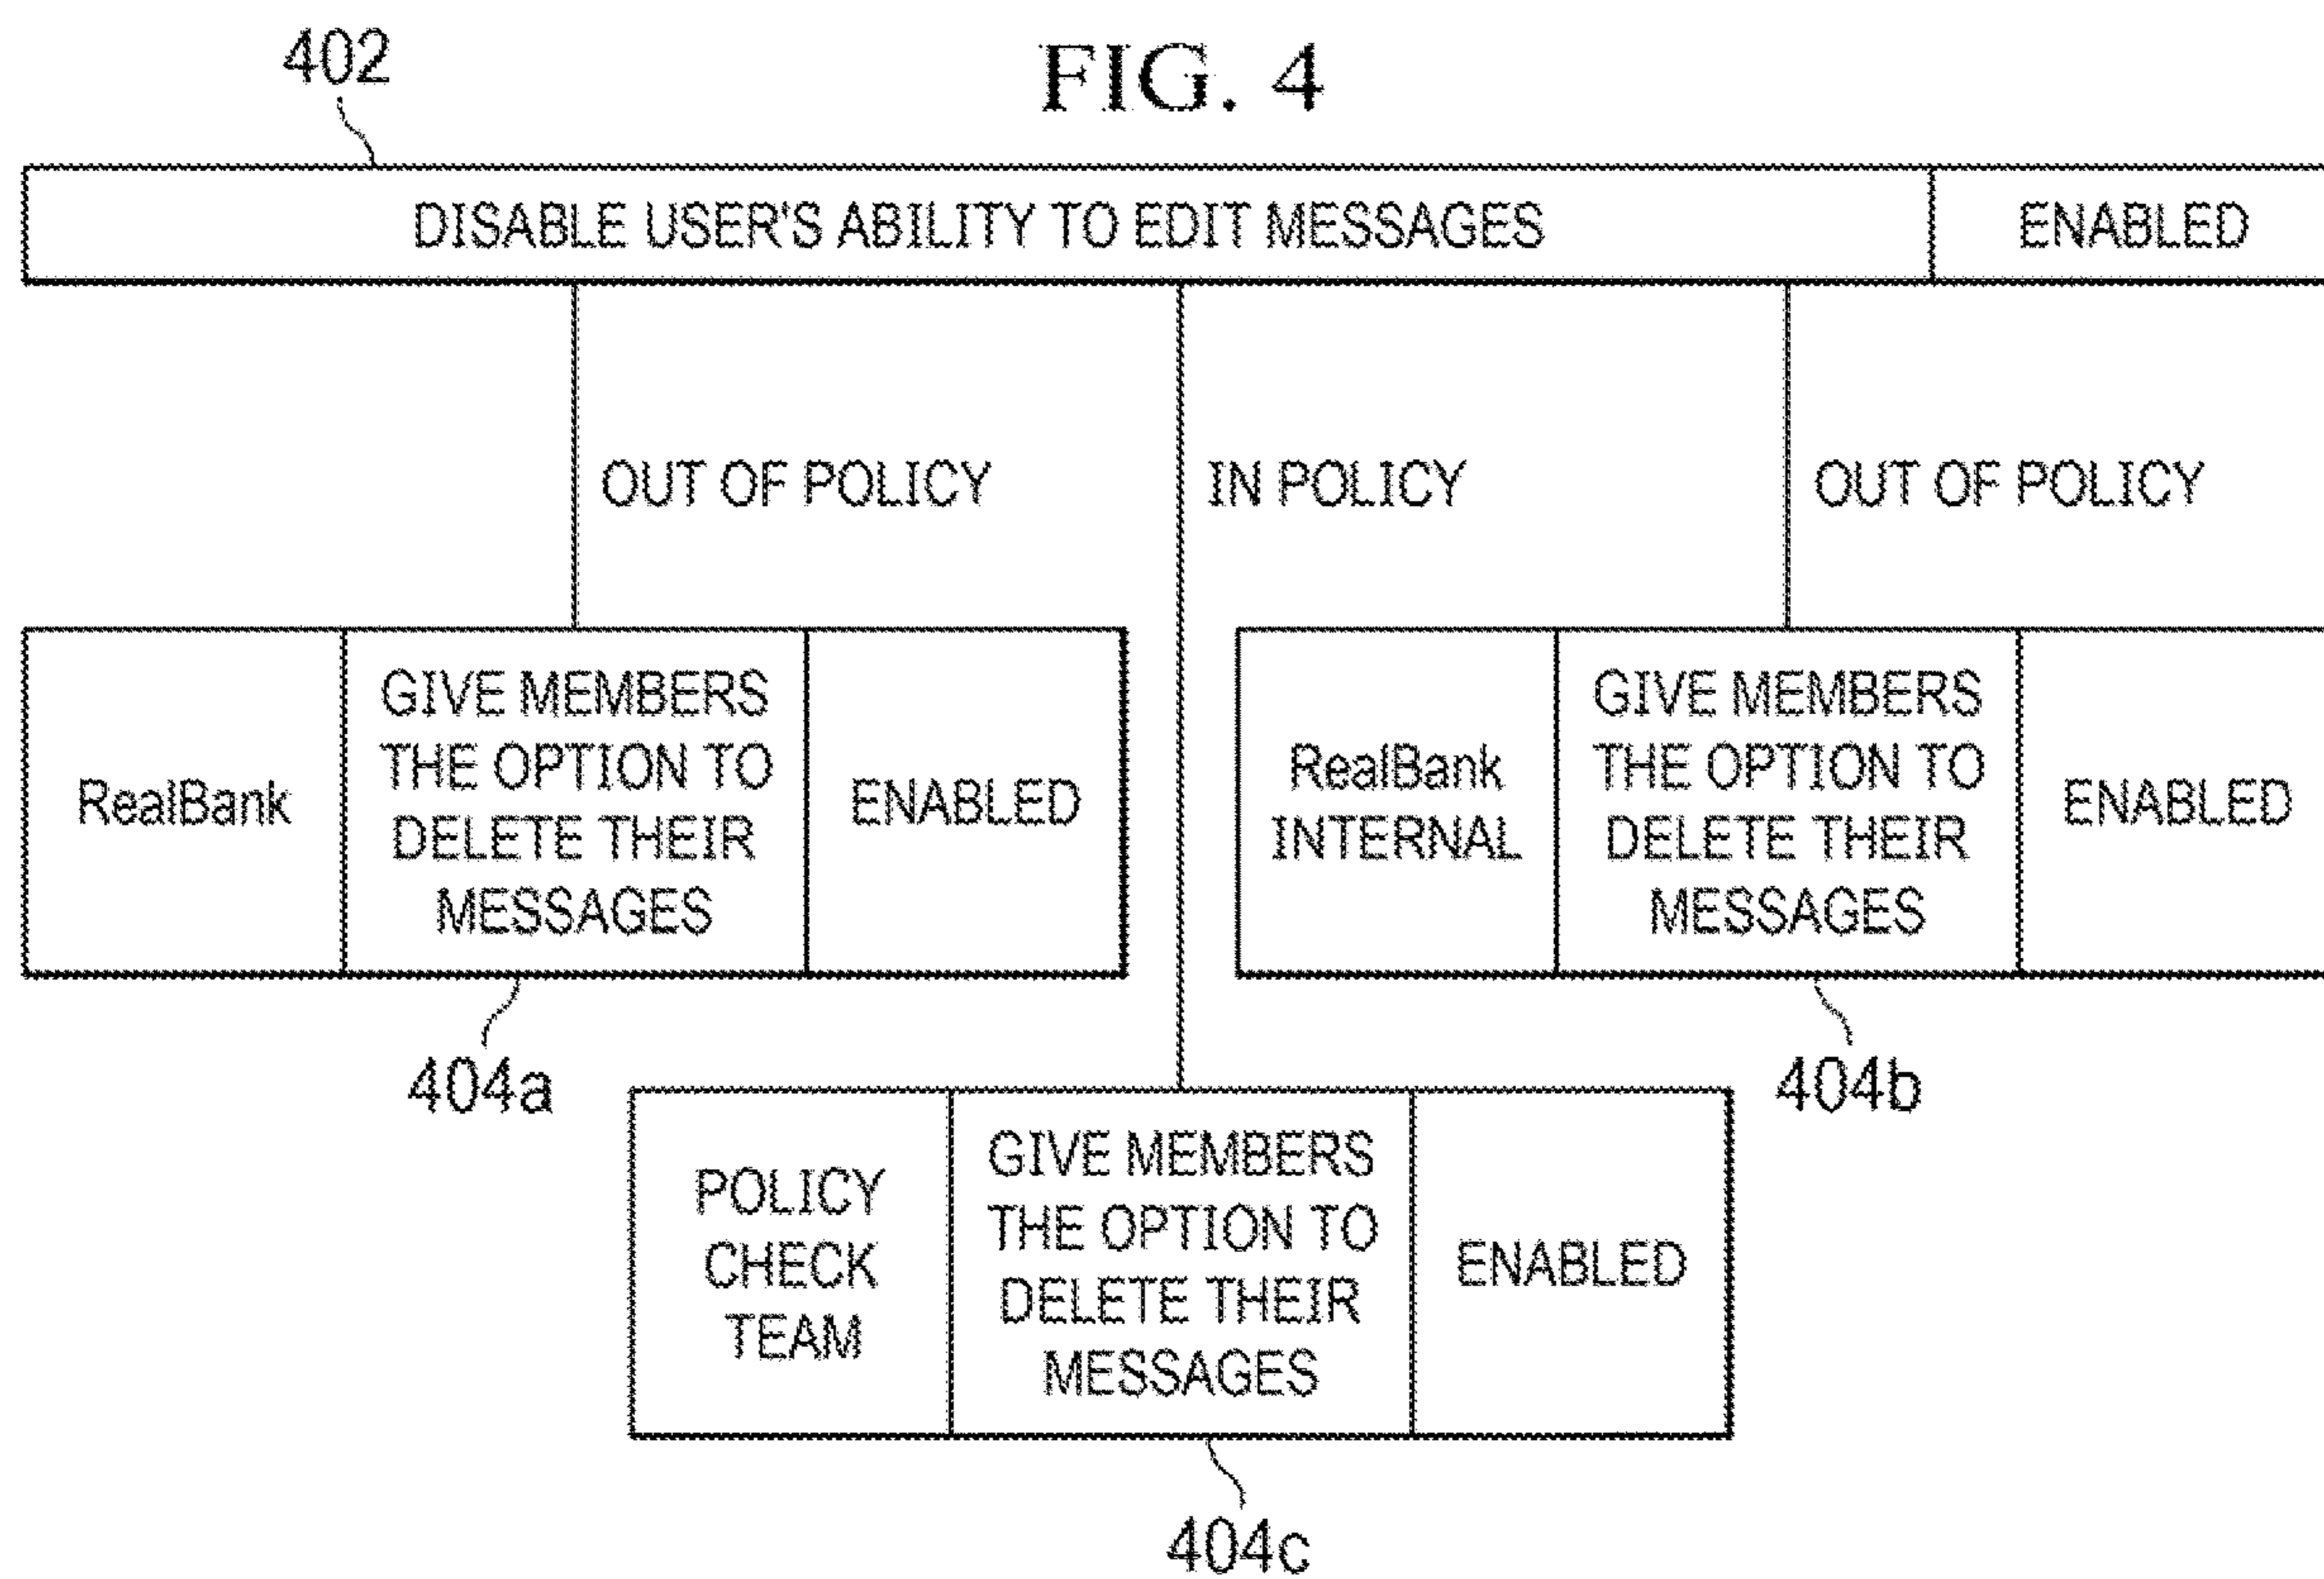 402
FIG. 4
DISABLE USER'S ABILITY TO EDIT MESSAGES
ENABLED
OUT OF POLICY
IN POLICY
OUT OF POLICY
RealBank
GIVE MEMBERS
THE OPTION TO
DELETE THEIR
MESSAGES
ENABLED
404a
RealBank
INTERNAL
GIVE MEMBERS
THE OPTION TO
DELETE THEIR
MESSAGES
ENABLED
404b
POLICY
CHECK
TEAM
GIVE MEMBERS
THE OPTION TO
DELETE THEIR
MESSAGES
ENABLED
404c